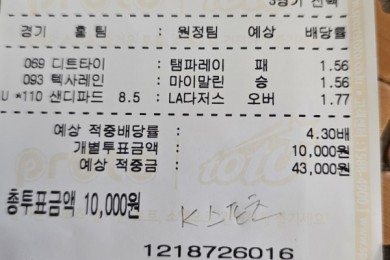 3경기 선택
경기 홈 팀 : 원정팀 예상 배당률
069 디트타이 : 탬파레이 패 1.56
093 텍사레인 : 마이말린 승 1.56
U *110 샌디파드 8.5 : LA다저스 오버 1.77
예상 적중배당률 : 4.30배
개별투표금액 : 10,000원
예상 적중금 : 43,000원
총투표금액 10,000원
1218726016